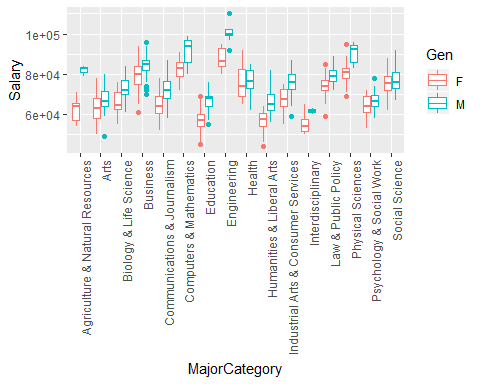 1e+05
8e+04
6e+04
Salary
Gen
F
M
Agriculture & Natural Resources
Arts
Biology & Life Science
Business
Communications & Journalism
Computers & Mathematics
Education
Engineering
Health
Humanities & Liberal Arts
Industrial Arts & Consumer Services
Interdisciplinary
Law & Public Policy
Physical Sciences
Psychology & Social Work
Social Science
MajorCategory